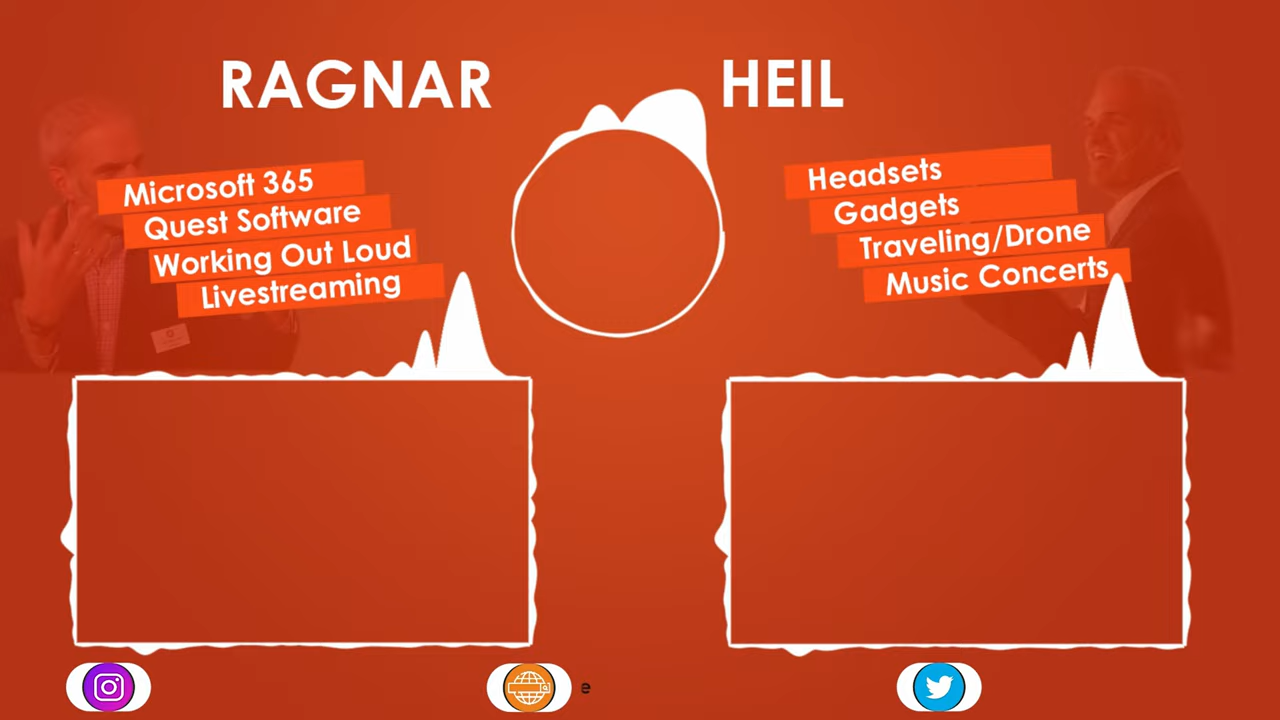 RAGNAR HEIL
Microsoft 365
Quest Software
Working Out Loud
Livestreaming
Headsets
Gadgets
Traveling/Drone
Music Concerts
e